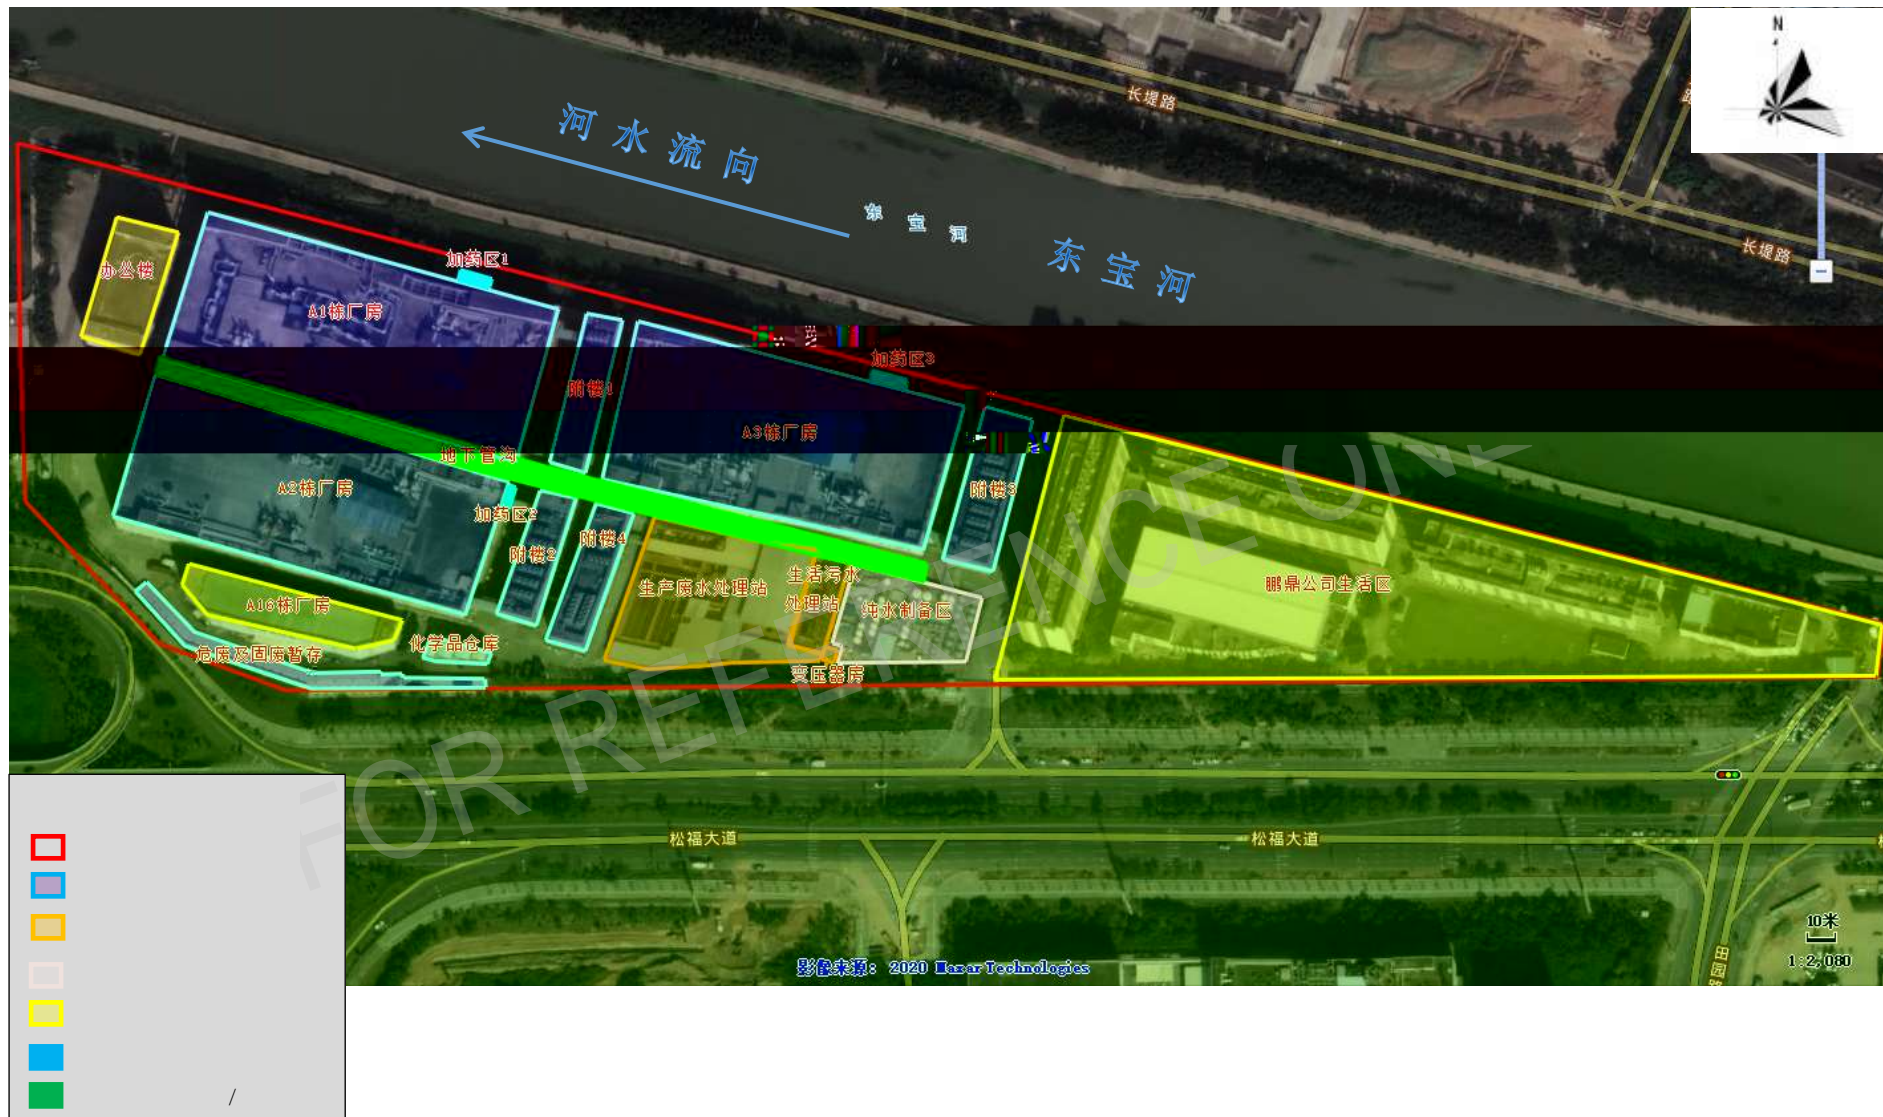 N
长堤路
河水流向
东宝河
东宝河
长堤路
办公楼
加药区1
A1栋厂房
加药区3
附楼1
A3栋厂房
地下管沟
A2栋厂房
加药区2
附楼3
附楼2
附楼4
生产废水处理站
生活污水
处理站
纯水制备区
鹏鼎公司生活区
A16栋厂房
化学品仓库
危废及固废暂存
变压器房
FOR REFERENCE ONL
松福大道
松福大道
10米
1:2,080
田园路
影像来源: 2020 Maxar Technologies
/